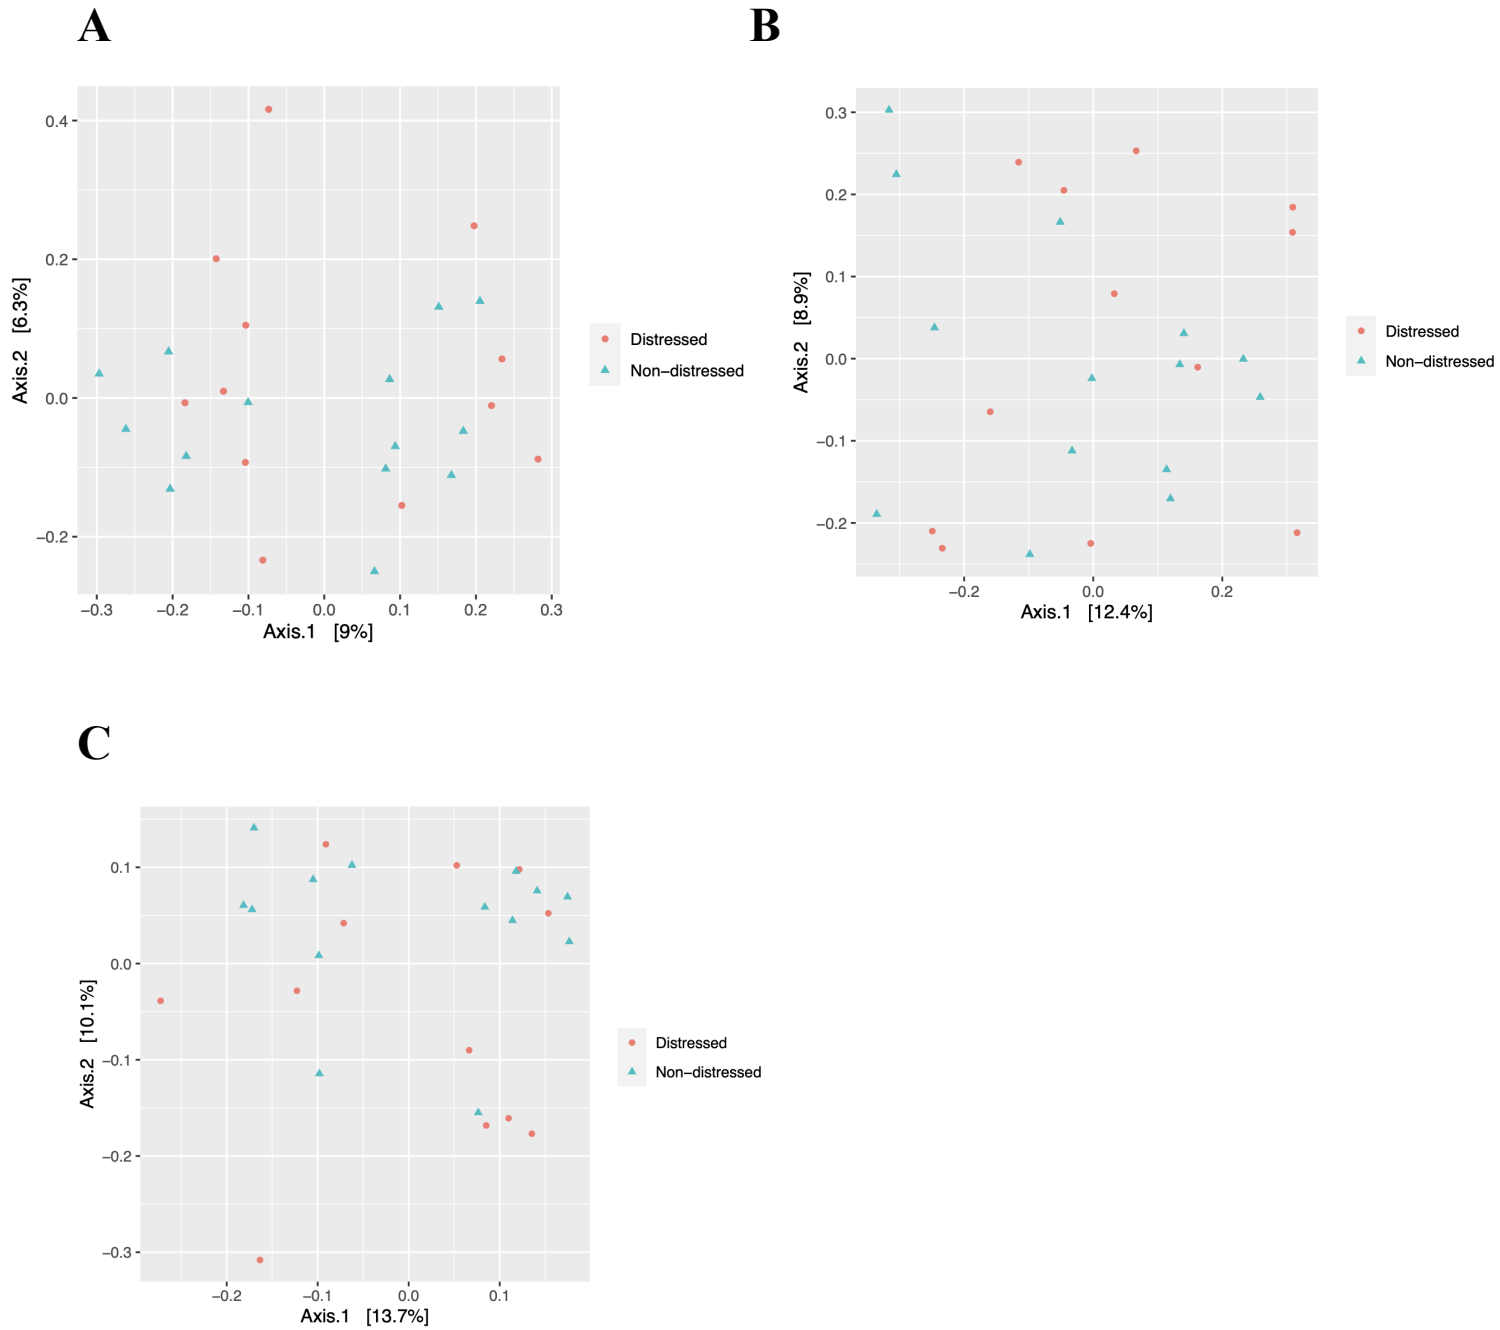 A
0.4
0.2
0.0
−0.2
Axis.2 [6.3%]
−0.3 −0.2 −0.1 0.0 0.1 0.2 0.3
Axis.1 [9%]
Distressed
Non−distressed
B
0.3
0.2
0.1
0.0
−0.1
−0.2
Axis.2 [8.9%]
−0.2 0.0 0.2
Axis.1 [12.4%]
Distressed
Non−distressed
C
0.1
0.0
−0.1
−0.2
−0.3
Axis.2 [10.1%]
−0.2 −0.1 0.0 0.1
Axis.1 [13.7%]
Distressed
Non−distressed